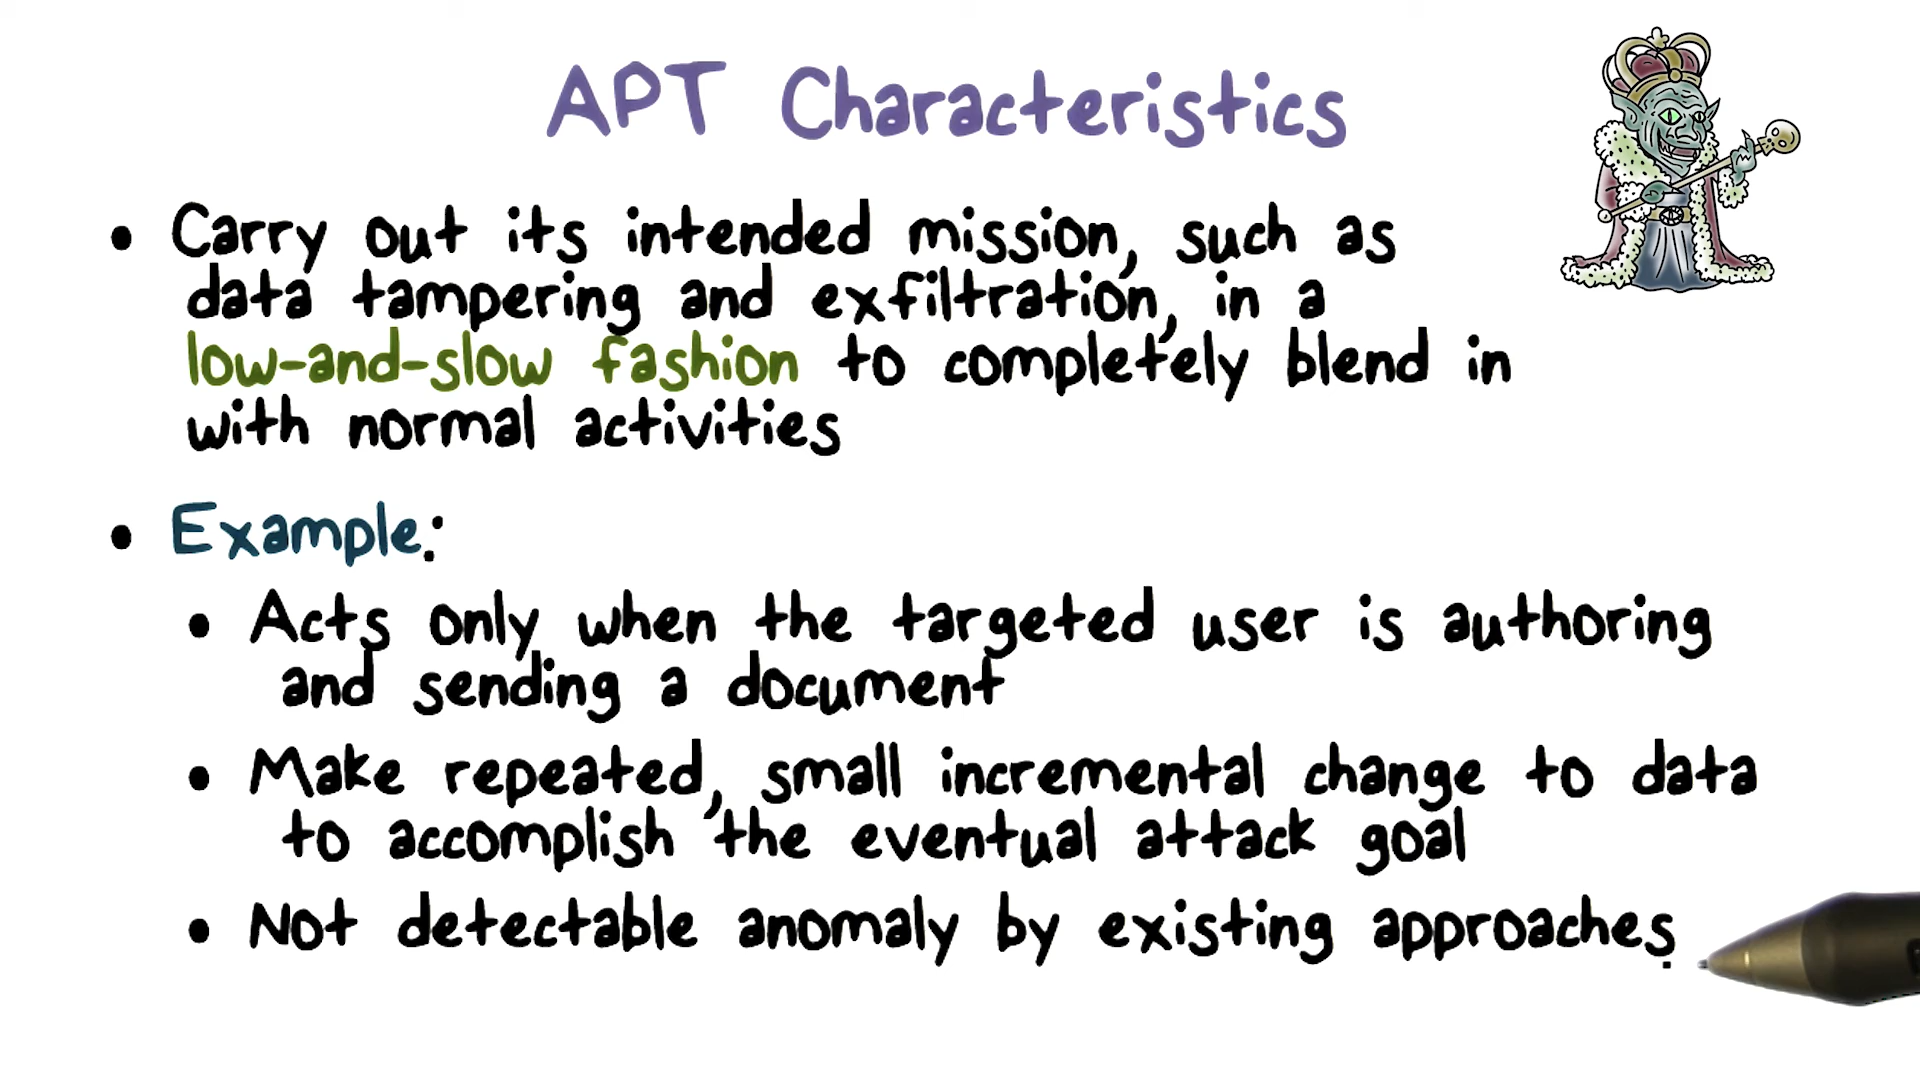 APT Characteristics
• Carry out its intended mission, such as
data tampering and exfiltration, in a
low-and-slow fashion to completely blend in
with normal activities
• Example:
• Acts only when the targeted user is authoring
and sending a document
• Make repeated, small incremental change to data
to accomplish the eventual attack goal
• Not detectable anomaly by existing approaches.